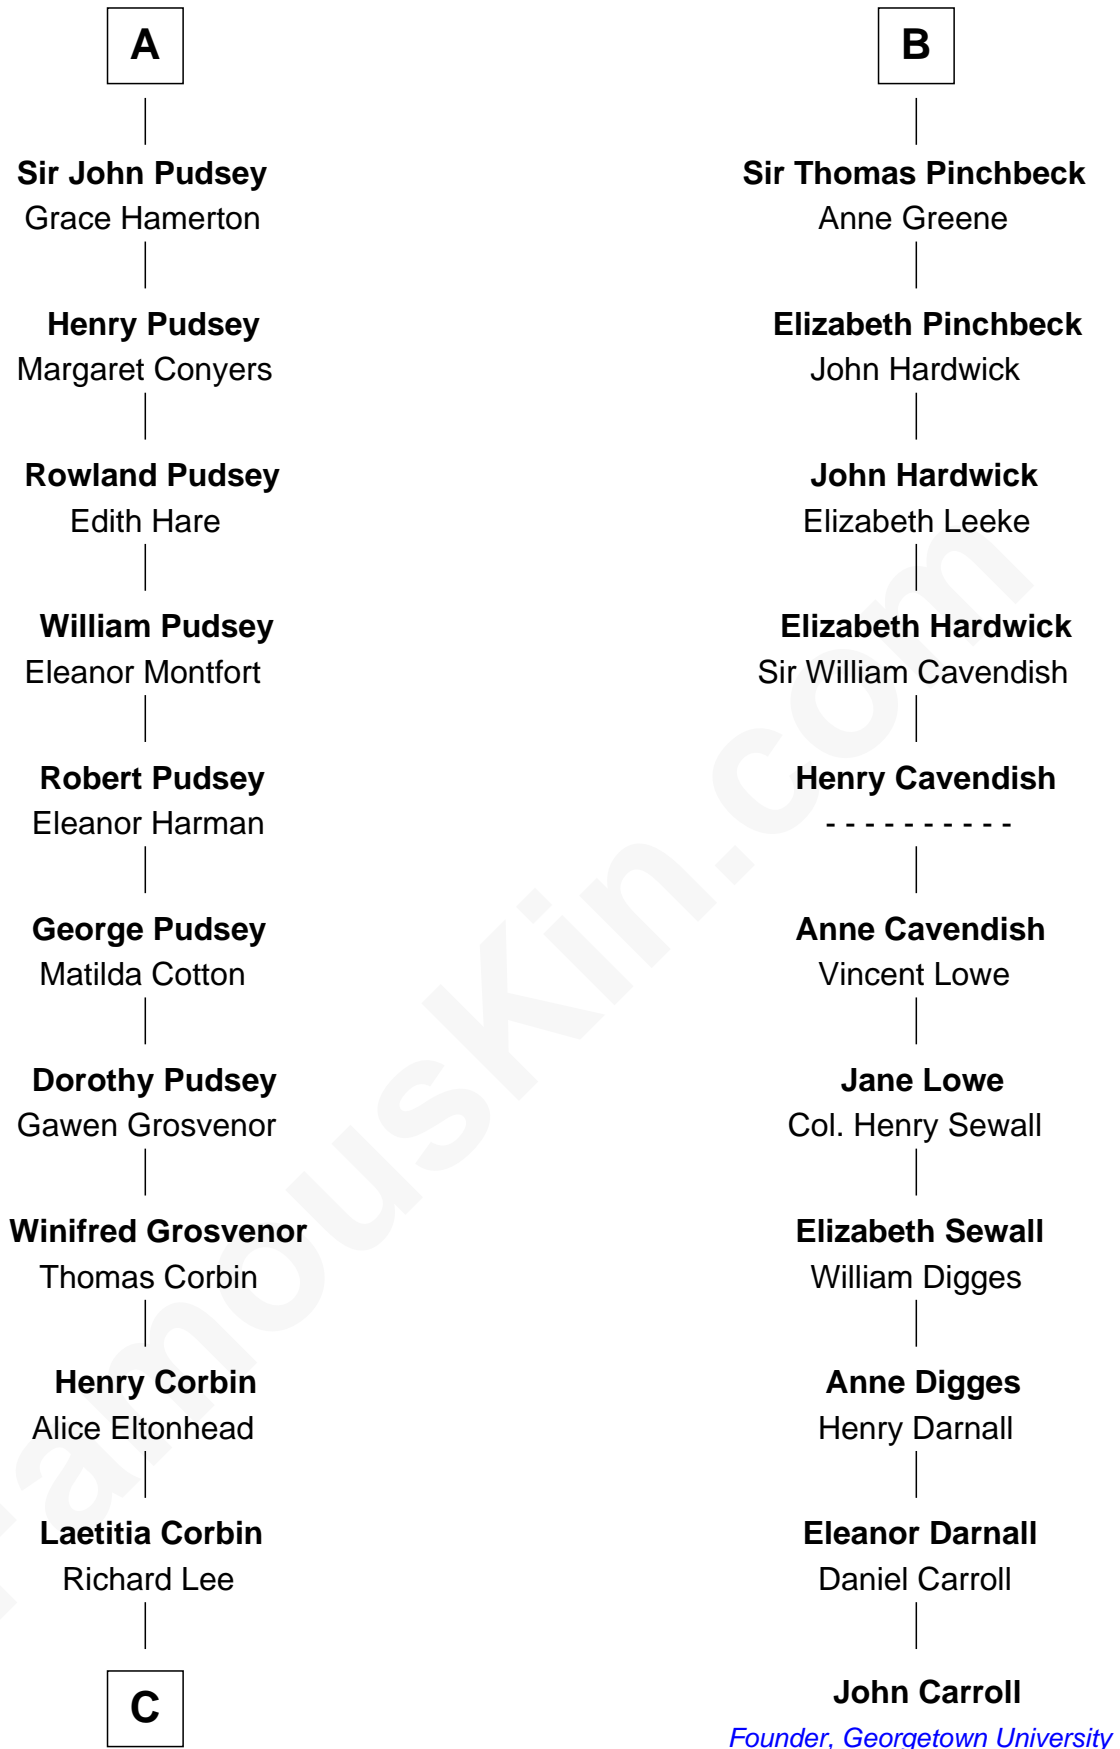 A
Sir John Pudsey
Grace Hamerton
Henry Pudsey
Margaret Conyers
Rowland Pudsey
Edith Hare
William Pudsey
Eleanor Montfort
Robert Pudsey
Eleanor Harman
George Pudsey
Matilda Cotton
Dorothy Pudsey
Gawen Grosvenor
Winifred Grosvenor
Thomas Corbin
Henry Corbin
Alice Eltonhead
Laetitia Corbin
Richard Lee
C
B
Sir Thomas Pinchbeck
Anne Greene
Elizabeth Pinchbeck
John Hardwick
John Hardwick
Elizabeth Leeke
Elizabeth Hardwick
Sir William Cavendish
Henry Cavendish
- - - - - - - - - -
Anne Cavendish
Vincent Lowe
Jane Lowe
Col. Henry Sewall
Elizabeth Sewall
William Digges
Anne Digges
Henry Darnall
Eleanor Darnall
Daniel Carroll
John Carroll
Founder, Georgetown University
FamousKin.com